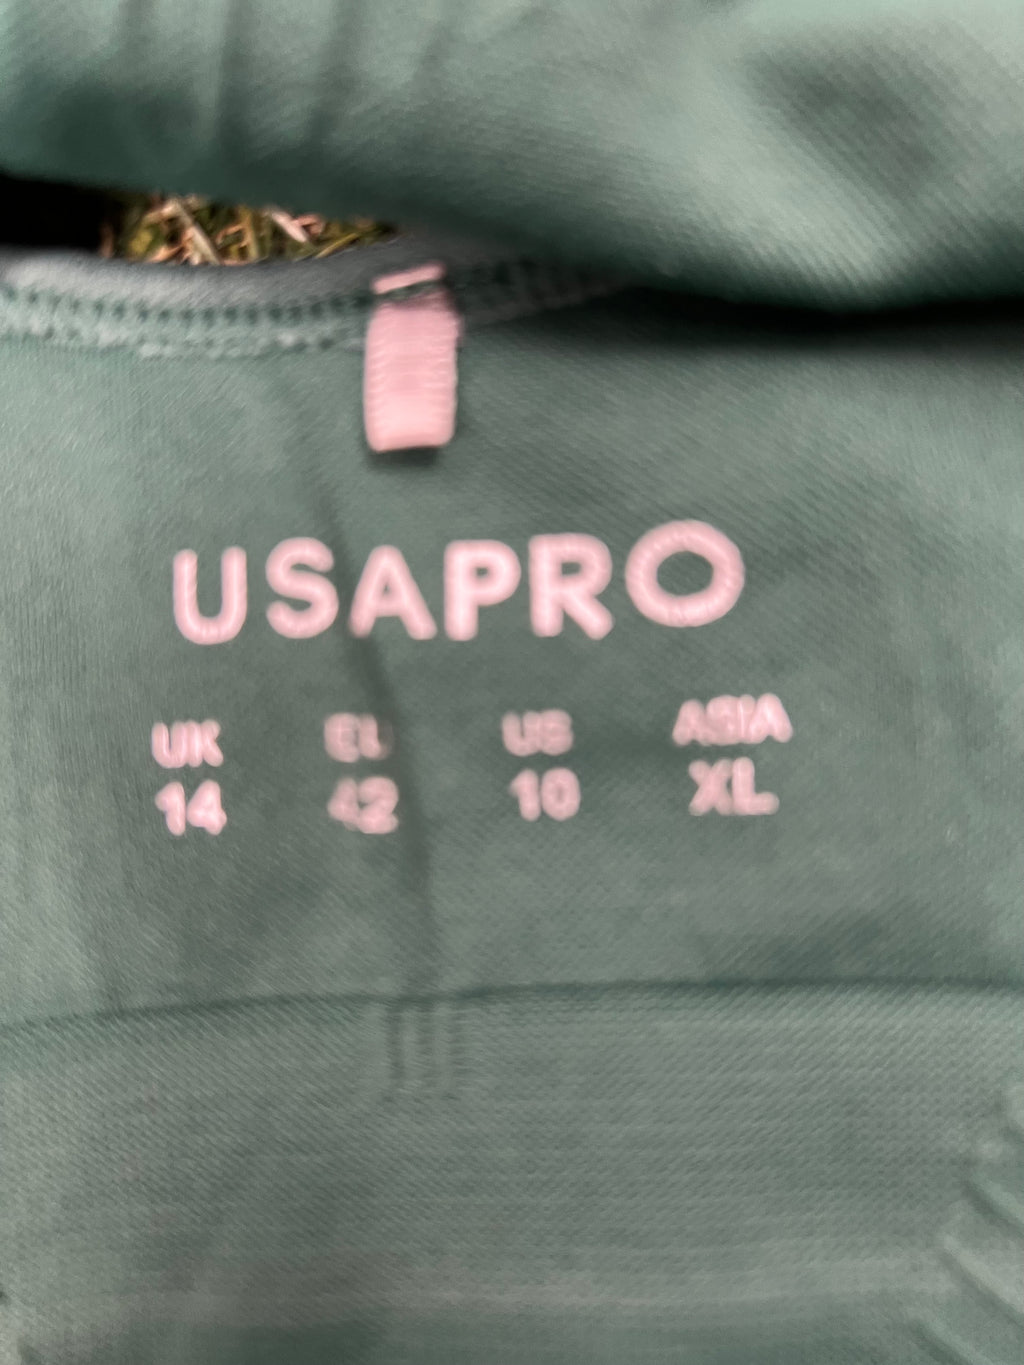 USAPRO
UK EU US ASIA
14 42 10 XL